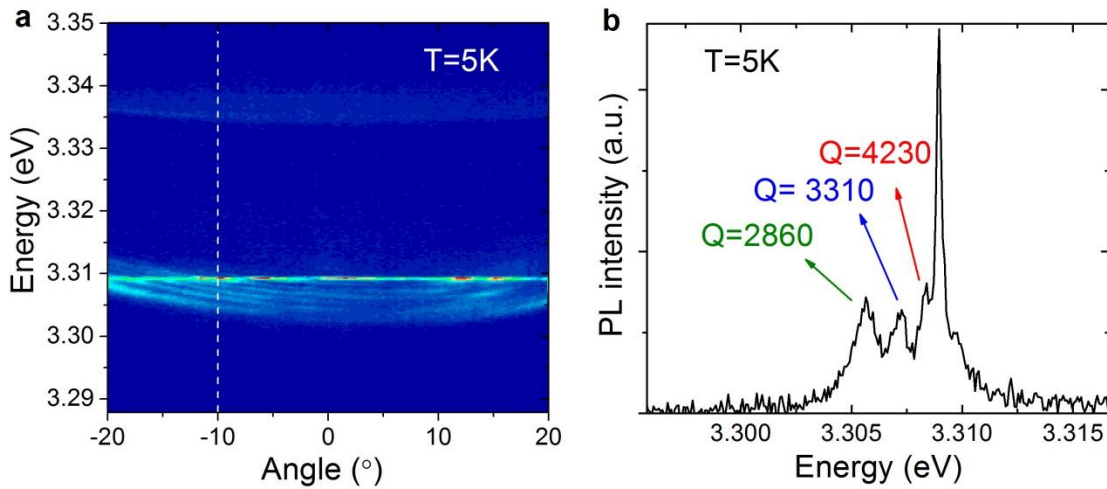 a
3.35
3.34
3.33
3.32
3.31
3.30
3.29
Energy (eV)
T=5K
-20
-10
0
10
20
Angle (°)
b
T=5K
Q=4230
Q= 3310
Q=2860
PL intensity (a.u.)
3.300
3.305
3.310
3.315
Energy (eV)